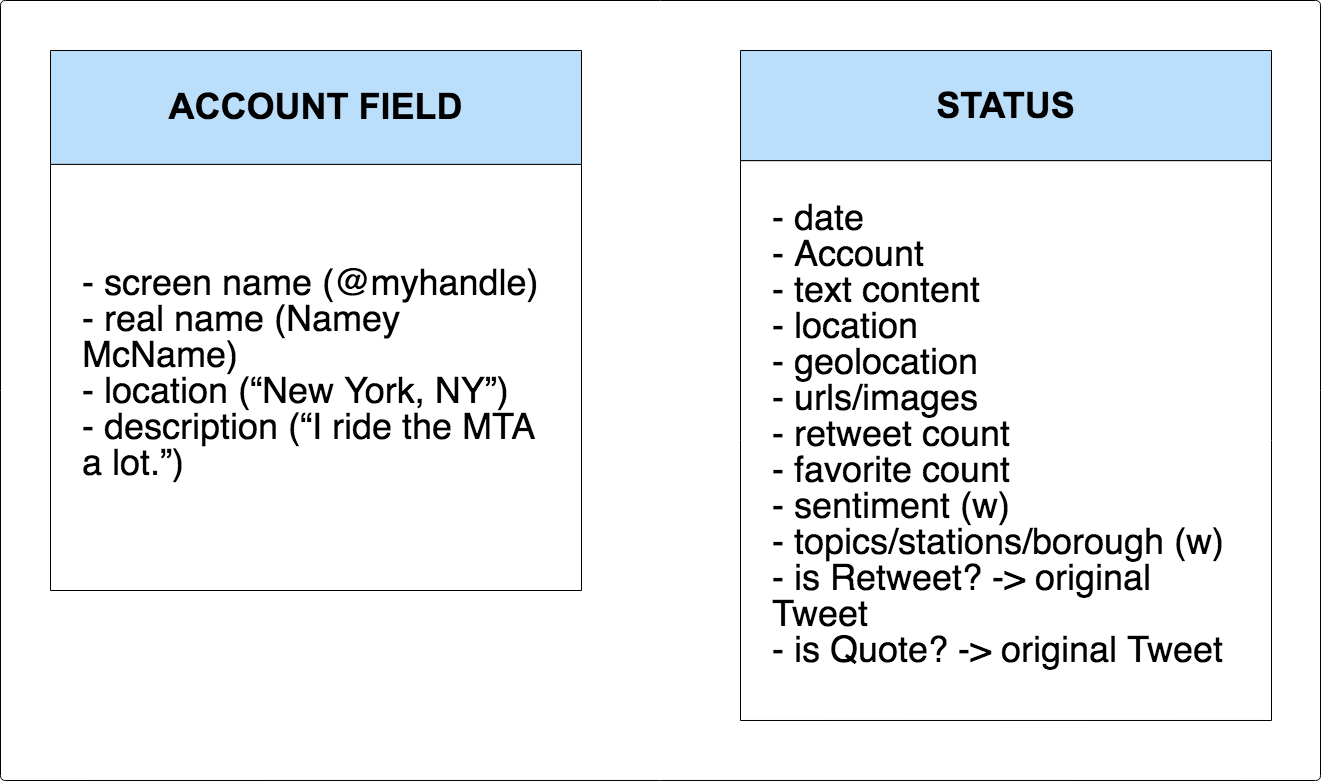 ACCOUNT FIELD
- screen name (@myhandle)
- real name (Namey
McName)
- location (“New York, NY”)
- description (“I ride the MTA
a lot.”)
STATUS
- date
- Account
- text content
- location
- geolocation
- urls/images
- retweet count
- favorite count
- sentiment (w)
- topics/stations/borough (w)
- is Retweet? -> original
Tweet
- is Quote? -> original Tweet